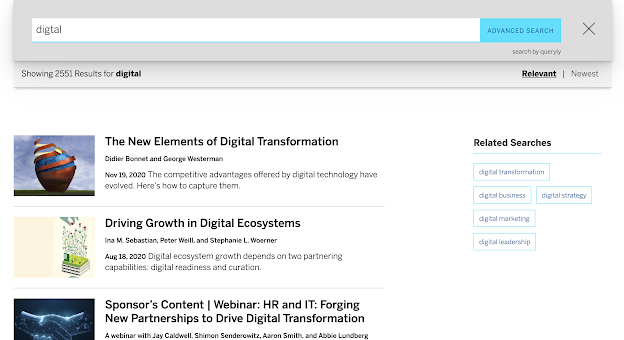 digtal
ADVANCED SEARCH
search by queryly
Showing 2551 Results for digital
Relevant | Newest
The New Elements of Digital Transformation
Didier Bonnet and George Westerman
Nov 19, 2020 The competitive advantages offered by digital technology have
evolved. Here's how to capture them.
Driving Growth in Digital Ecosystems
Ina M. Sebastian, Peter Weill, and Stephanie L. Woerner
Aug 18, 2020 Digital ecosystem growth depends on two partnering
capabilities: digital readiness and curation.
Sponsor's Content | Webinar: HR and IT: Forging
New Partnerships to Drive Digital Transformation
A webinar with Jay Caldwell, Shimon Senderowitz, Aaron Smith, and Abbie Lundberg
Related Searches
digital transformation
digital business digital strategy
digital marketing
digital leadership